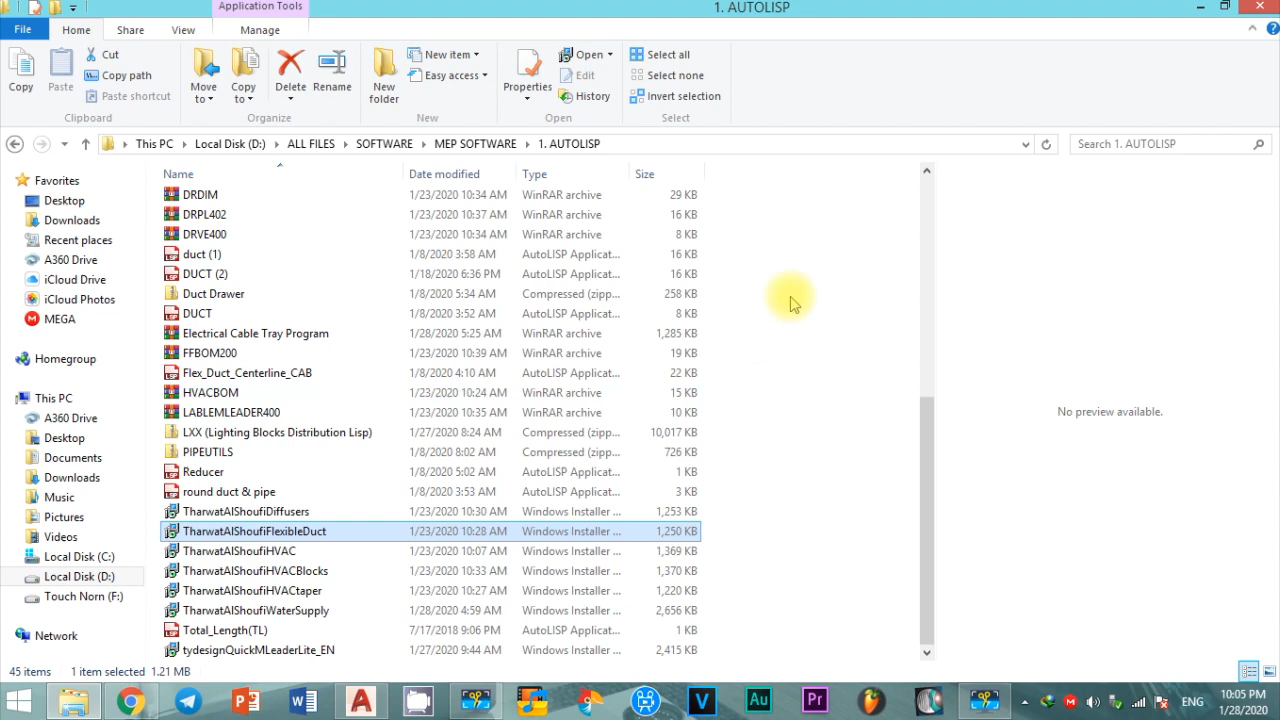 Application Tools
1. AUTOLISP
File Home Share View Manage
Copy
Paste
Cut
Copy path
Paste shortcut
Clipboard
Move to
Copy to
Delete
Rename
Organize
New folder
New item
Easy access
New
Properties
Open
Edit
History
Open
Select all
Select none
Invert selection
Select
This PC Local Disk (D:) ALL FILES SOFTWARE MEP SOFTWARE 1. AUTOLISP
Search 1. AUTOLISP
Favorites
Desktop
Downloads
Recent places
A360 Drive
iCloud Drive
iCloud Photos
MEGA
Homegroup
This PC
A360 Drive
Desktop
Documents
Downloads
Music
Pictures
Videos
Local Disk (C:)
Local Disk (D:)
Touch Norn (F:)
Network
Name Date modified Type Size
DRDIM 1/23/2020 10:34 AM WinRAR archive 29 KB
DRPL402 1/23/2020 10:37 AM WinRAR archive 16 KB
DRVE400 1/23/2020 10:34 AM WinRAR archive 8 KB
duct (1) 1/8/2020 3:58 AM AutoLISP Applicat... 16 KB
DUCT (2) 1/18/2020 6:36 PM AutoLISP Applicat... 16 KB
Duct Drawer 1/8/2020 5:34 AM Compressed (zipp... 258 KB
DUCT 1/8/2020 3:52 AM AutoLISP Applicat... 8 KB
Electrical Cable Tray Program 1/28/2020 5:25 AM WinRAR archive 1,285 KB
FFBOM200 1/23/2020 10:39 AM WinRAR archive 19 KB
Flex_Duct_Centerline_CAB 1/8/2020 4:10 AM AutoLISP Applicat... 22 KB
HVACBOM 1/23/2020 10:24 AM WinRAR archive 15 KB
LABLEMLEADER400 1/23/2020 10:35 AM WinRAR archive 10 KB
LXX (Lighting Blocks Distribution Lisp) 1/27/2020 8:24 AM Compressed (zipp... 10,017 KB
PIPEUTILS 1/8/2020 8:02 AM Compressed (zipp... 726 KB
Reducer 1/8/2020 5:02 AM AutoLISP Applicat... 1 KB
round duct & pipe 1/8/2020 3:53 AM AutoLISP Applicat... 3 KB
TharwatAlShoufiDiffusers 1/23/2020 10:30 AM Windows Installer ... 1,253 KB
TharwatAlShoufiFlexibleDuct 1/23/2020 10:28 AM Windows Installer ... 1,250 KB
TharwatAlShoufiHVAC 1/23/2020 10:07 AM Windows Installer ... 1,369 KB
TharwatAlShoufiHVACBlocks 1/23/2020 10:31 AM Windows Installer ... 1,370 KB
TharwatAlShoufiHVACtaper 1/23/2020 10:27 AM Windows Installer ... 1,220 KB
TharwatAlShoufiWaterSupply 1/28/2020 4:59 AM Windows Installer ... 2,656 KB
Total_Length(TL) 7/17/2018 9:06 PM AutoLISP Applicat... 1 KB
tydesignQuickMLeaderLite_EN 1/27/2020 9:44 AM Windows Installer ... 2,415 KB
No preview available.
45 items 1 item selected 1.21 MB
ENG
10:05 PM
1/28/2020